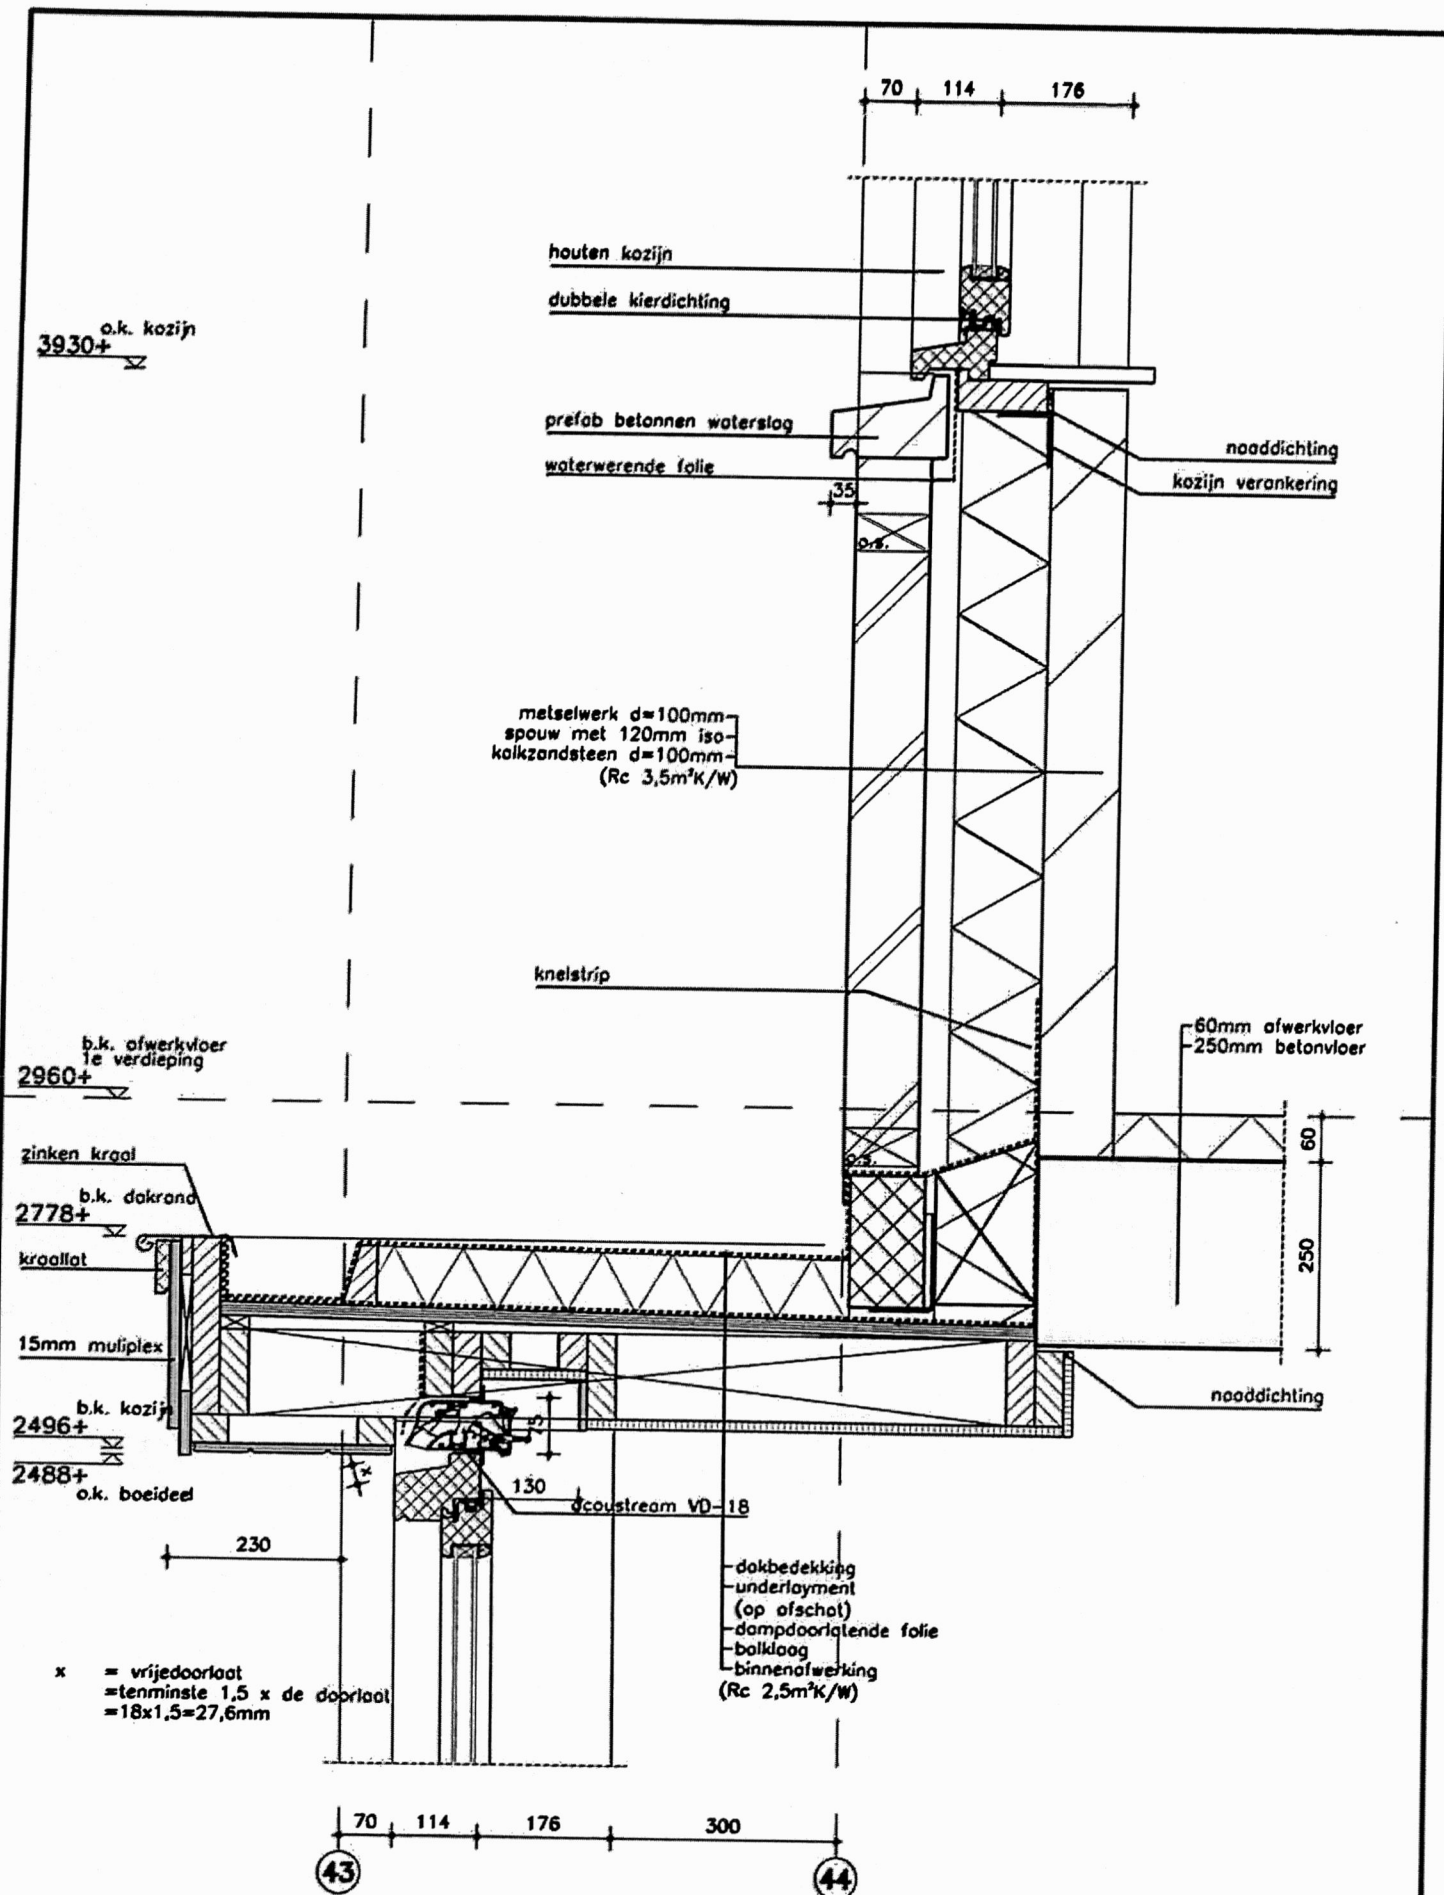 70 114 176
houten kozijn
dubbele kierdichting
o.k. kozijn
3930+
prefab betonnen waterslag
naaddichting
waterwerende folie
kozijn verankering
35
o.s.
metselwerk d=100mm
spouw met 120mm iso
kalkzandsteen d=100mm
(Rc 3,5m²K/W)
knelstrip
60mm afwerkvloer
250mm betonvloer
b.k. afwerkvloer
1e verdieping
2960+
60
zinken kraal
o.s.
b.k. dakrand
2778+
250
kraallat
15mm muliplex
naaddichting
b.k. kozijn
2496+
75
2488+
o.k. boeideel
x
130
acoustream VD-18
230
dakbedekking
underlayment
(op afschot)
dampdoorlatende folie
balklaag
binnenafwerking
(Rc 2,5m²K/W)
x = vrijedoorlaat
=tenminste 1,5 x de doorlaat
=18x1,5=27,6mm
70 114 176 300
43 44